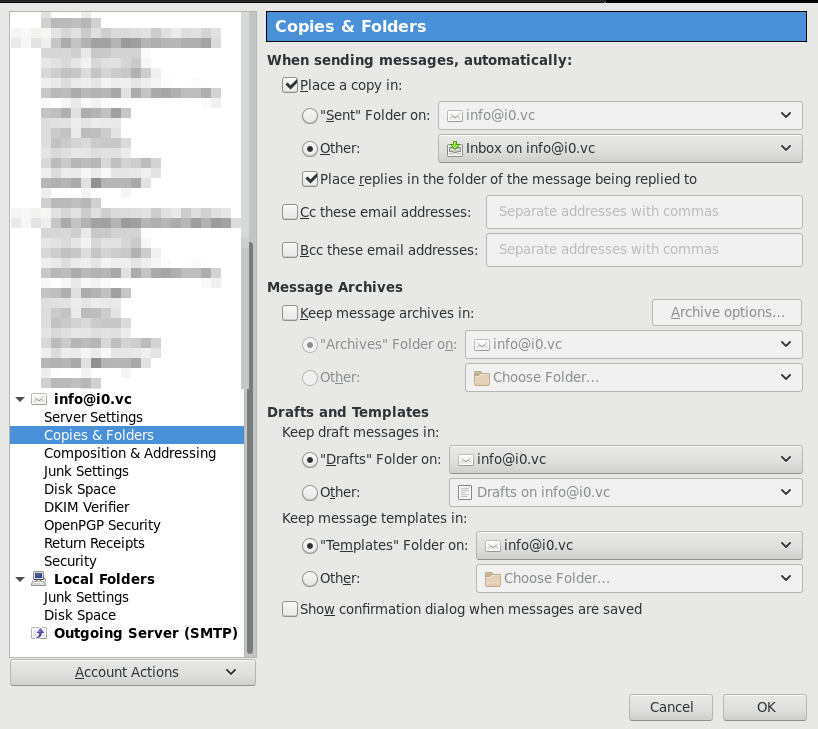 Copies & Folders
When sending messages, automatically:
Place a copy in:
"Sent" Folder on: info@i0.vc
Other: Inbox on info@i0.vc
Place replies in the folder of the message being replied to
Cc these email addresses: Separate addresses with commas
Bcc these email addresses: Separate addresses with commas
Message Archives
Keep message archives in: Archive options...
"Archives" Folder on: info@i0.vc
Other: Choose Folder...
Drafts and Templates
Keep draft messages in:
"Drafts" Folder on: info@i0.vc
Other: Drafts on info@i0.vc
Keep message templates in:
"Templates" Folder on: info@i0.vc
Other: Choose Folder...
Show confirmation dialog when messages are saved
info@i0.vc
Server Settings
Copies & Folders
Composition & Addressing
Junk Settings
Disk Space
DKIM Verifier
OpenPGP Security
Return Receipts
Security
Local Folders
Junk Settings
Disk Space
Outgoing Server (SMTP)
Account Actions
Cancel OK